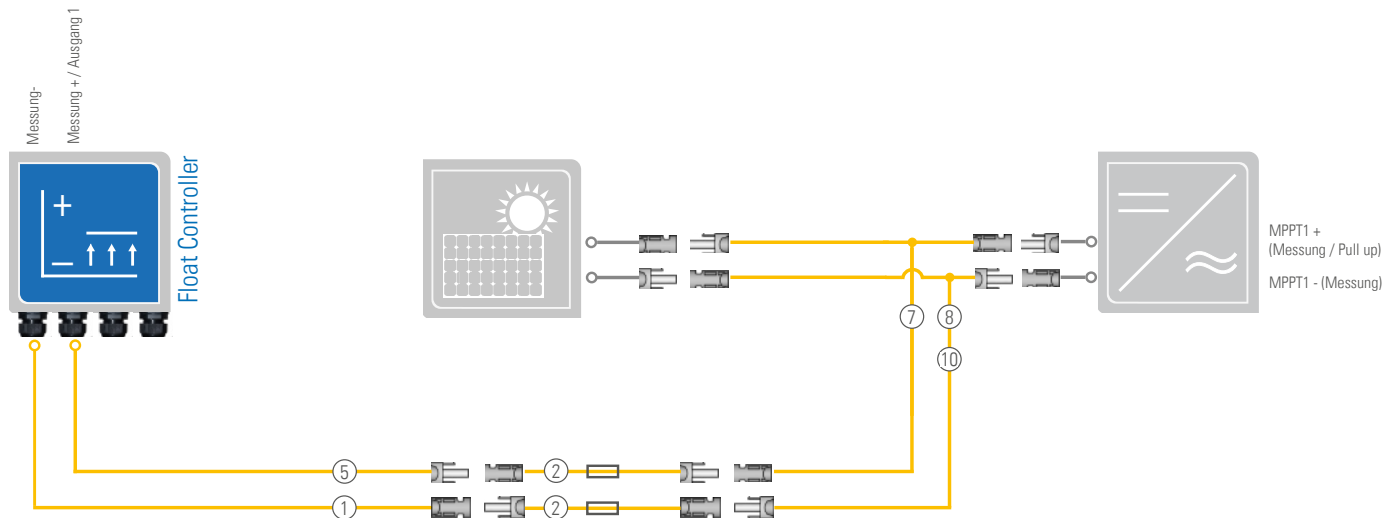 Messung-
Messung + / Ausgang 1
Float Controller
MPPT1 +
(Messung / Pull up)
MPPT1 - (Messung)
7
8
10
5
2
1
2